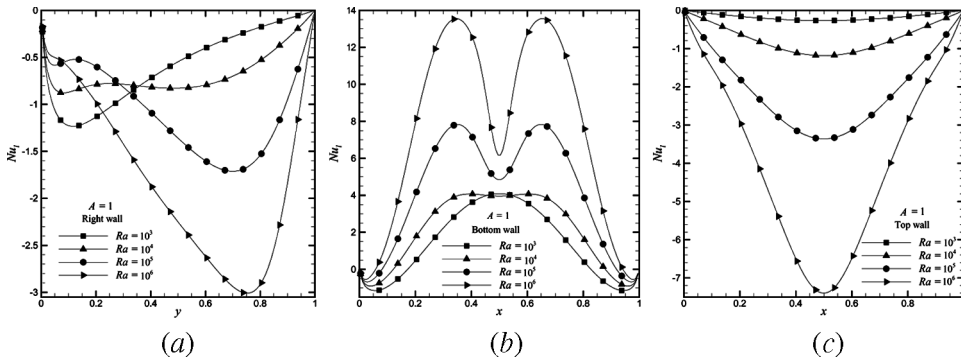 0
-0.5
-1
-1.5
-2
-2.5
-3
Nu_l
0
0.2
0.4
0.6
0.8
1
y
A = 1
Right wall
Ra = 10³
Ra = 10⁴
Ra = 10⁵
Ra = 10⁶
(a)
14
12
10
8
6
4
2
0
Nu_l
0
0.2
0.4
0.6
0.8
1
x
A = 1
Bottom wall
Ra = 10³
Ra = 10⁴
Ra = 10⁵
Ra = 10⁶
(b)
0
-1
-2
-3
-4
-5
-6
-7
Nu_l
0
0.2
0.4
0.6
0.8
1
x
A = 1
Top wall
Ra = 10³
Ra = 10⁴
Ra = 10⁵
Ra = 10⁶
(c)